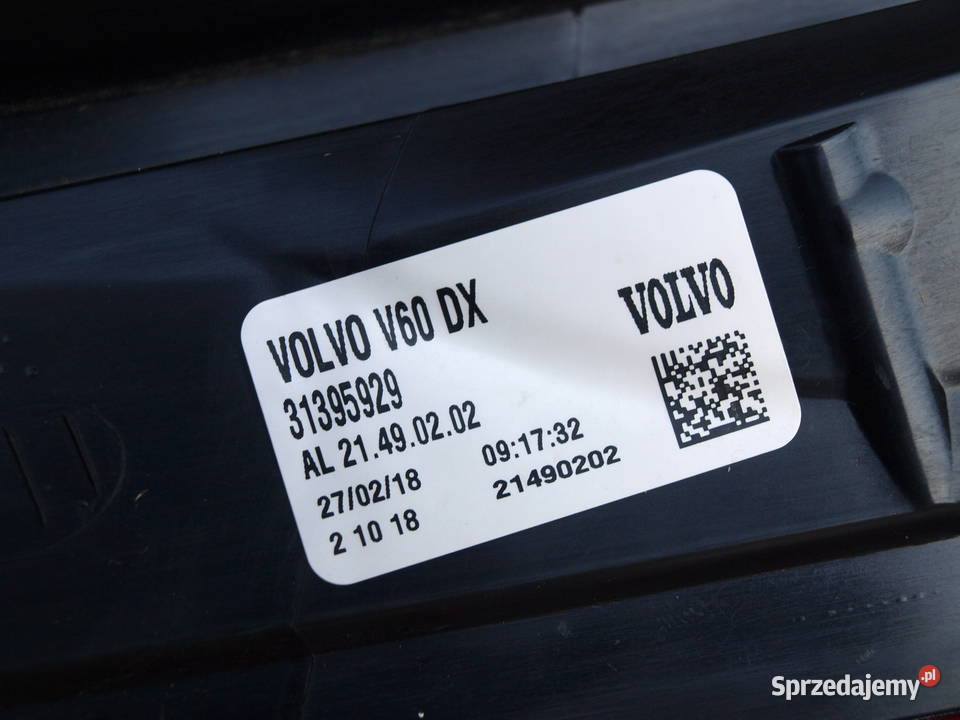 VOLVO V60 DX
VOLVO
31395929
AL 21.49.02.02
27/02/18 09:17:32
2 10 18 21490202
Sprzedajemy.pl